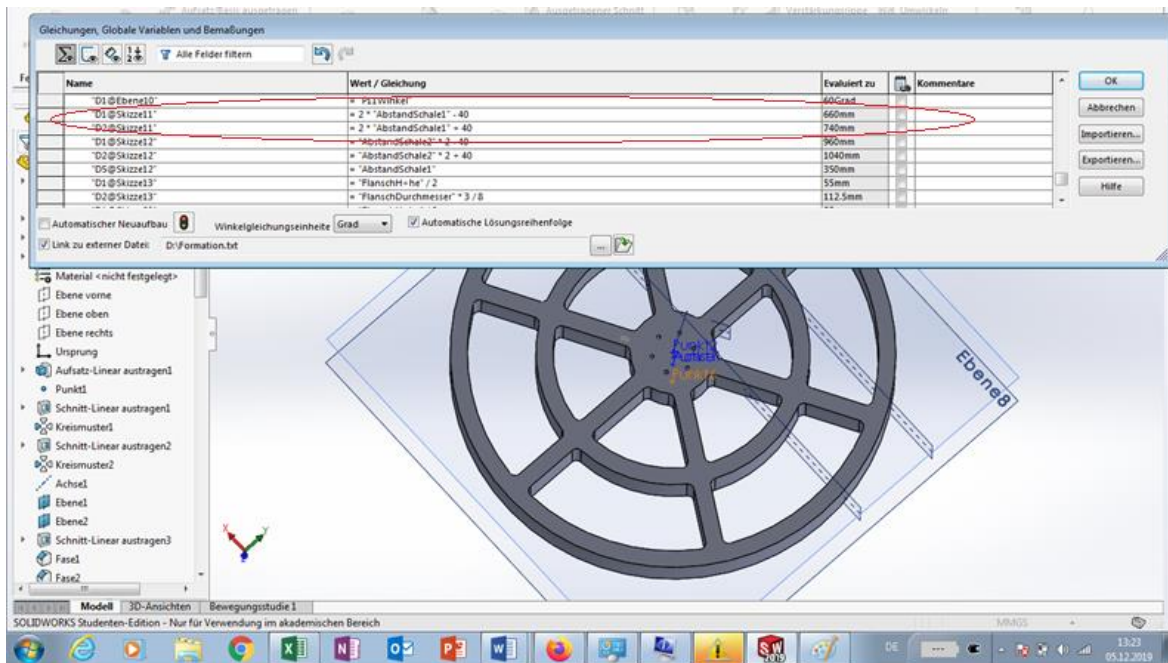 Gleichungen, Globale Variablen und Bemaßungen
Alle Felder filtern
Name Wert / Gleichung Evaluiert zu Kommentare
"D1@Ebene10" = "P11Winkel" 60Grad
"D1@Skizze11" = 2 * "AbstandSchale1" - 40 660mm
"D2@Skizze11" = 2 * "AbstandSchale1" + 40 740mm
"D1@Skizze12" = "AbstandSchale2" * 2 - 40 960mm
"D2@Skizze12" = "AbstandSchale2" * 2 + 40 1040mm
"D5@Skizze12" = "AbstandSchale1" 350mm
"D1@Skizze13" = "FlanschH÷he" / 2 55mm
"D2@Skizze13" = "FlanschDurchmesser" * 3 / 8 112.5mm
OK
Abbrechen
Importieren...
Exportieren...
Hilfe
Automatischer Neuaufbau Winkelgleichungseinheite Grad Automatische Lösungsreihenfolge
Link zu externer Datei: D:\Formation.txt ...
Material <nicht festgelegt>
Ebene vorne
Ebene oben
Ebene rechts
Ursprung
Aufsatz-Linear austragen1
Punkt1
Schnitt-Linear austragen1
Kreismuster1
Schnitt-Linear austragen2
Kreismuster2
Achse1
Ebene1
Ebene2
Schnitt-Linear austragen3
Fase1
Fase2
Ebene8
Modell 3D-Ansichten Bewegungsstudie 1
SOLIDWORKS Studenten-Edition - Nur für Verwendung im akademischen Bereich MMGS
DE 13:23
05.12.2019